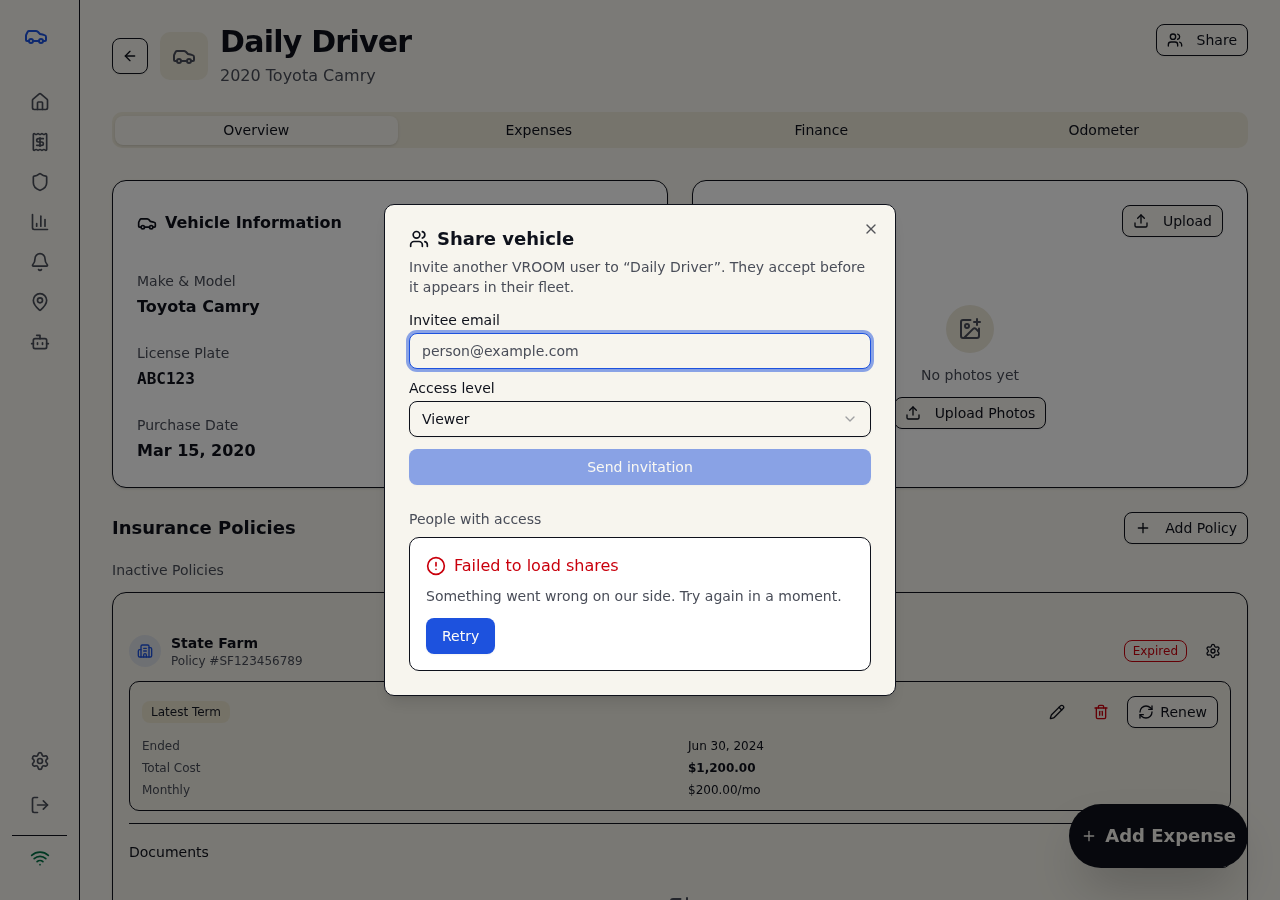 Daily Driver
2020 Toyota Camry
Share
Overview
Expenses
Finance
Odometer
Vehicle Information
Upload
Make & Model
Toyota Camry
License Plate
ABC123
Purchase Date
Mar 15, 2020
No photos yet
Upload Photos
Share vehicle
Invite another VROOM user to “Daily Driver”. They accept before
it appears in their fleet.
Invitee email
person@example.com
Access level
Viewer
Send invitation
People with access
Failed to load shares
Something went wrong on our side. Try again in a moment.
Retry
Insurance Policies
Add Policy
Inactive Policies
State Farm
Policy #SF123456789
Expired
Latest Term
Renew
Ended
Jun 30, 2024
Total Cost
$1,200.00
Monthly
$200.00/mo
Add Expense
Documents